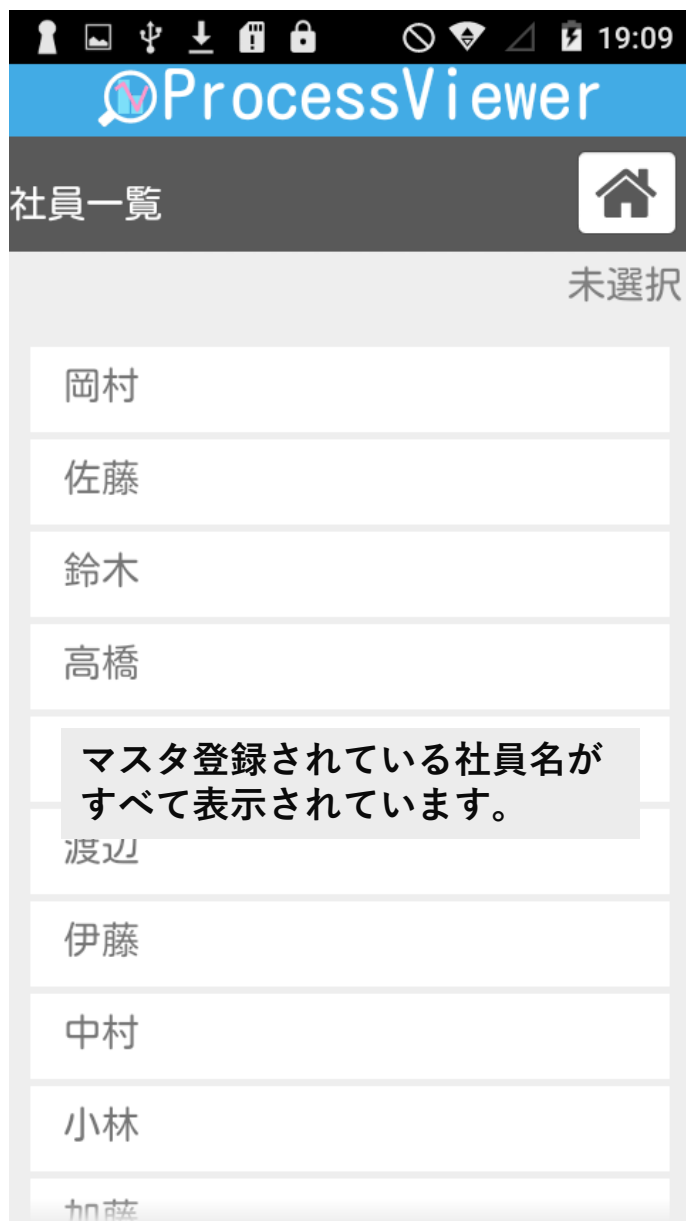 19:09
ProcessViewer
社員一覧
未選択
岡村
佐藤
鈴木
高橋
マスタ登録されている社員名が
すべて表示されています。
渡辺
伊藤
中村
小林
加藤